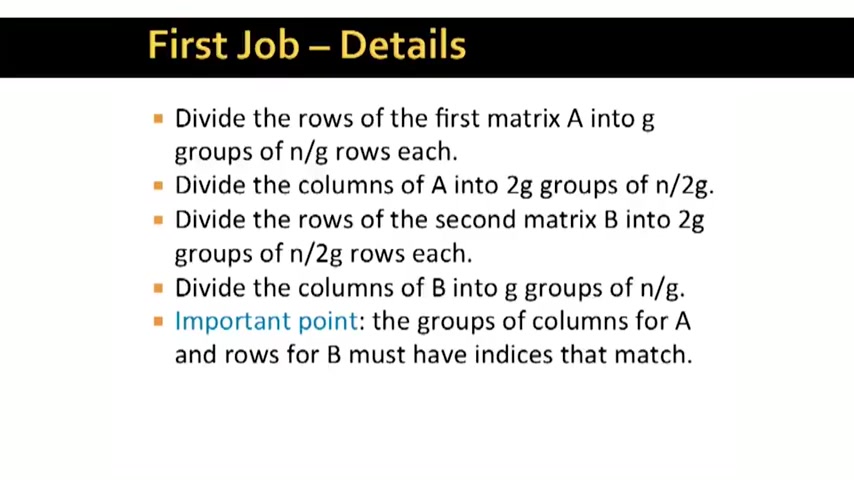 First Job – Details
Divide the rows of the first matrix A into g
groups of n/g rows each.
Divide the columns of A into 2g groups of n/2g.
Divide the rows of the second matrix B into 2g
groups of n/2g rows each.
Divide the columns of B into g groups of n/g.
Important point: the groups of columns for A
and rows for B must have indices that match.